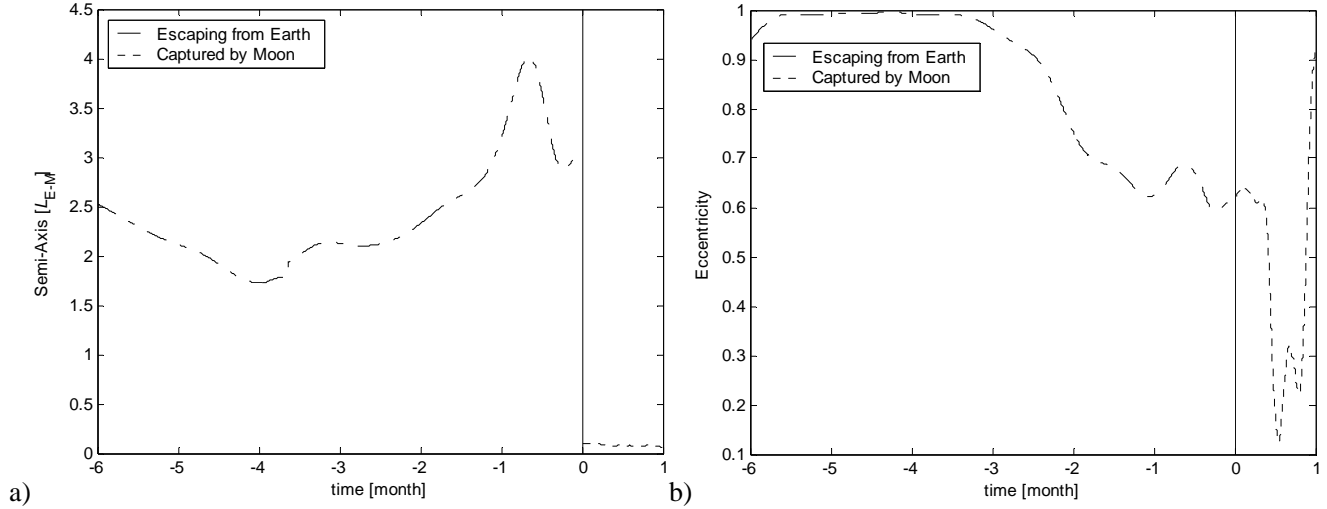 4.5
4
3.5
3
2.5
2
1.5
1
0.5
0
Semi-Axis [L_E-M]
Escaping from Earth
Captured by Moon
-6 -5 -4 -3 -2 -1 0 1
time [month]
a)
1
0.9
0.8
0.7
0.6
0.5
0.4
0.3
0.2
0.1
Eccentricity
Escaping from Earth
Captured by Moon
-6 -5 -4 -3 -2 -1 0 1
time [month]
b)